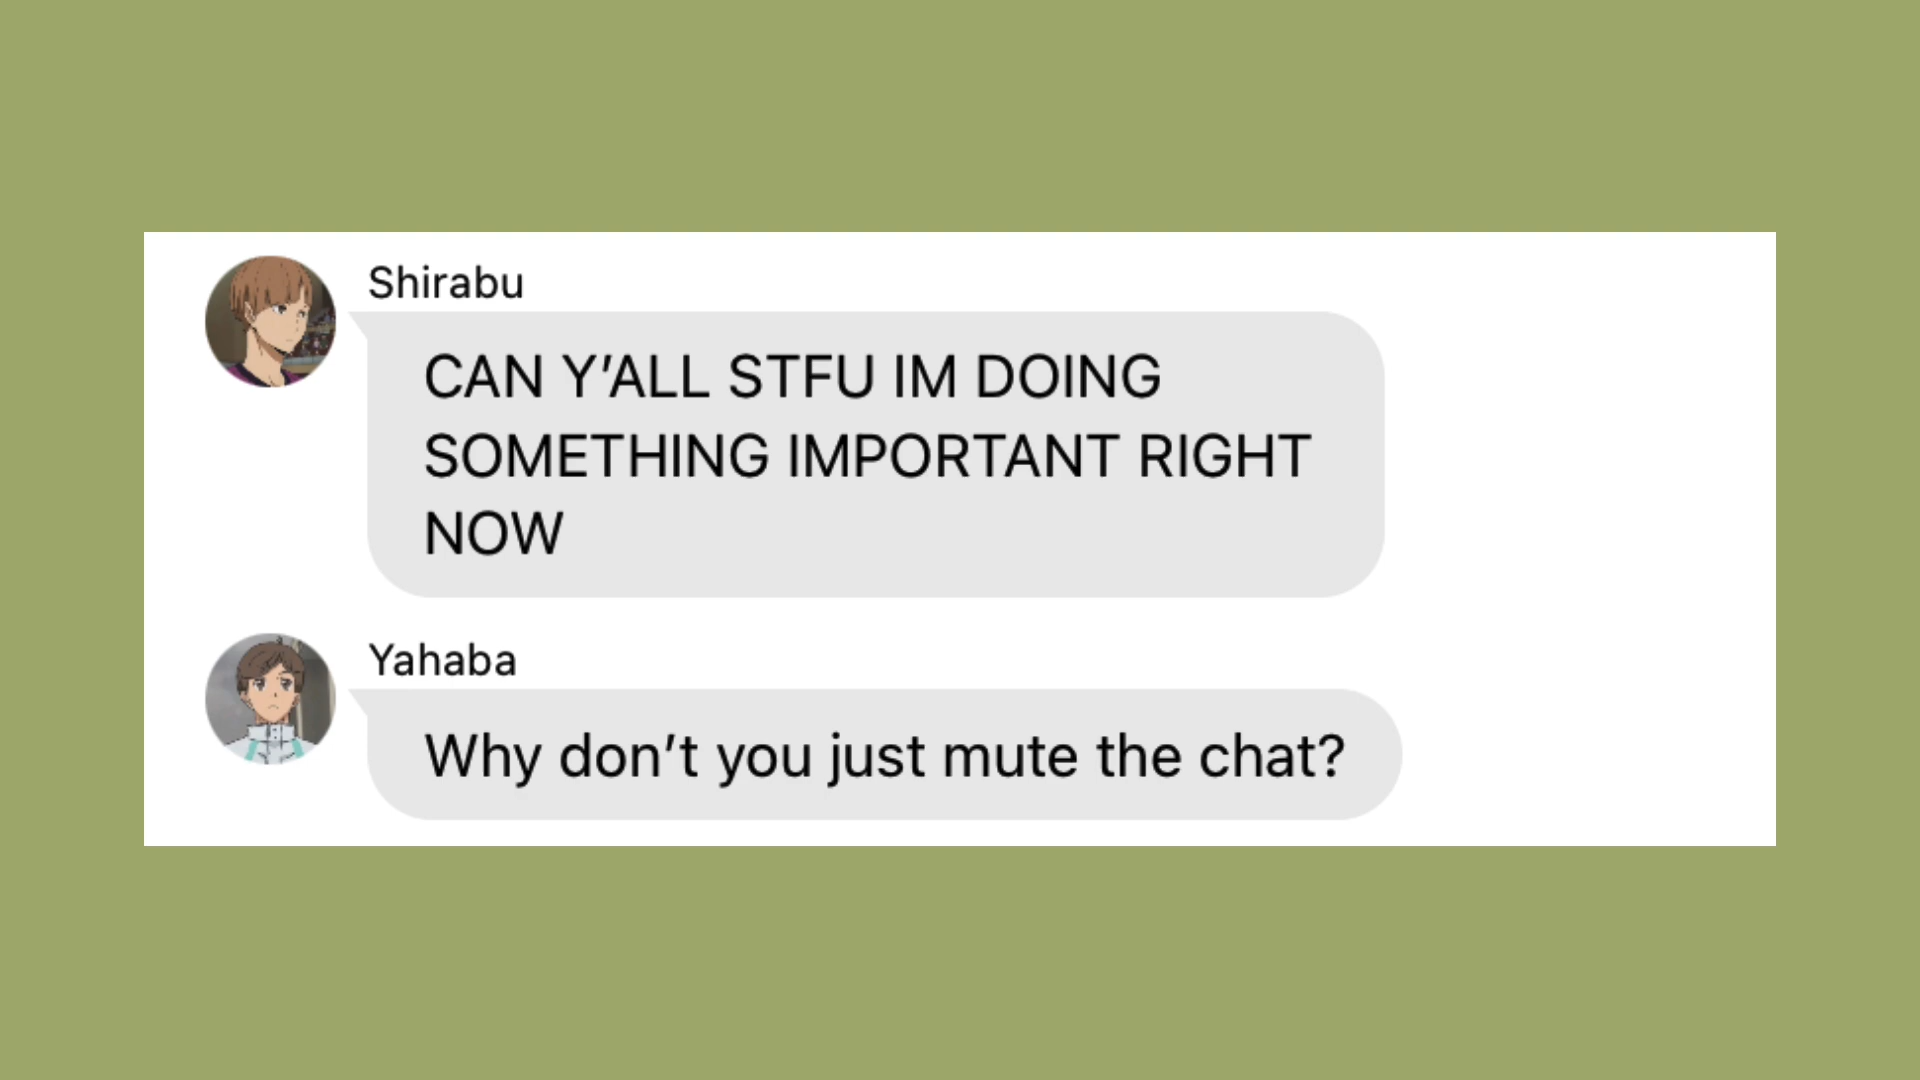 Shirabu
CAN Y’ALL STFU IM DOING
SOMETHING IMPORTANT RIGHT
NOW
Yahaba
Why don’t you just mute the chat?